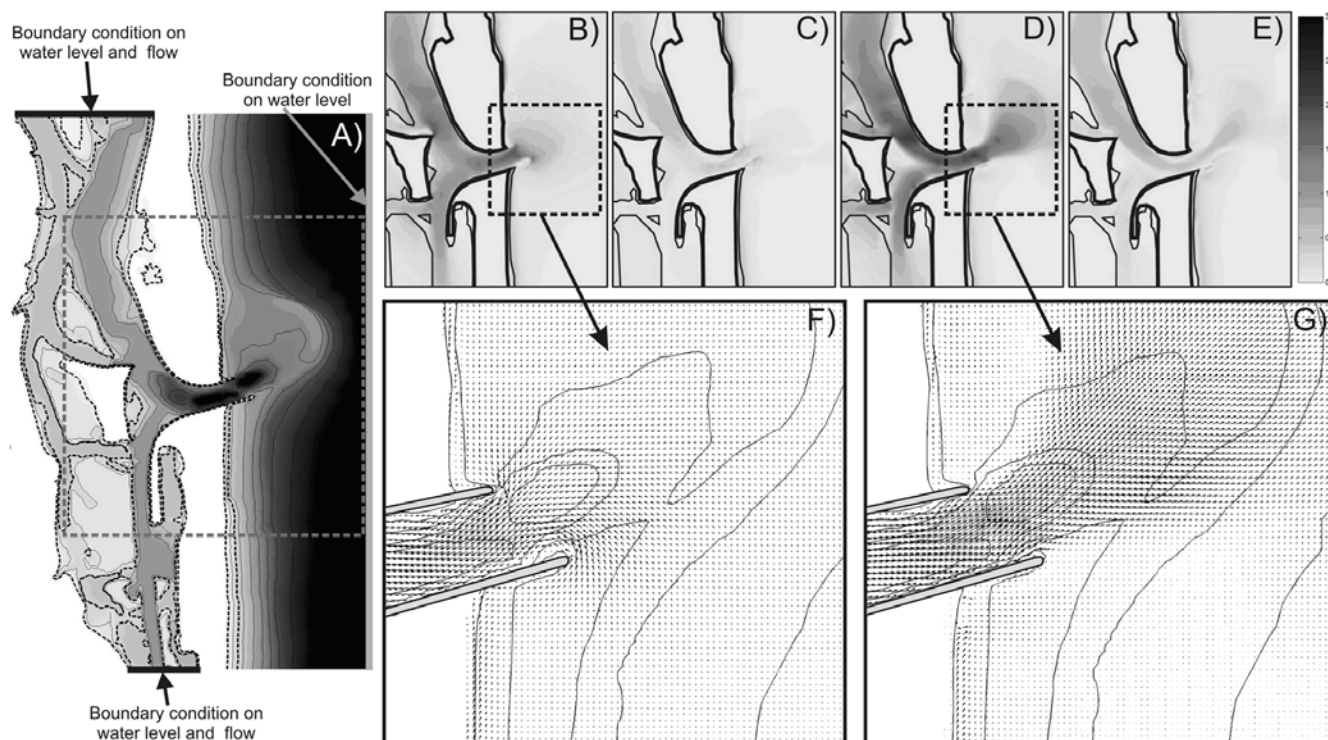 Boundary condition on
water level and flow
Boundary condition
on water level
A)
B)
C)
D)
E)
F)
G)
Boundary condition on
water level and flow